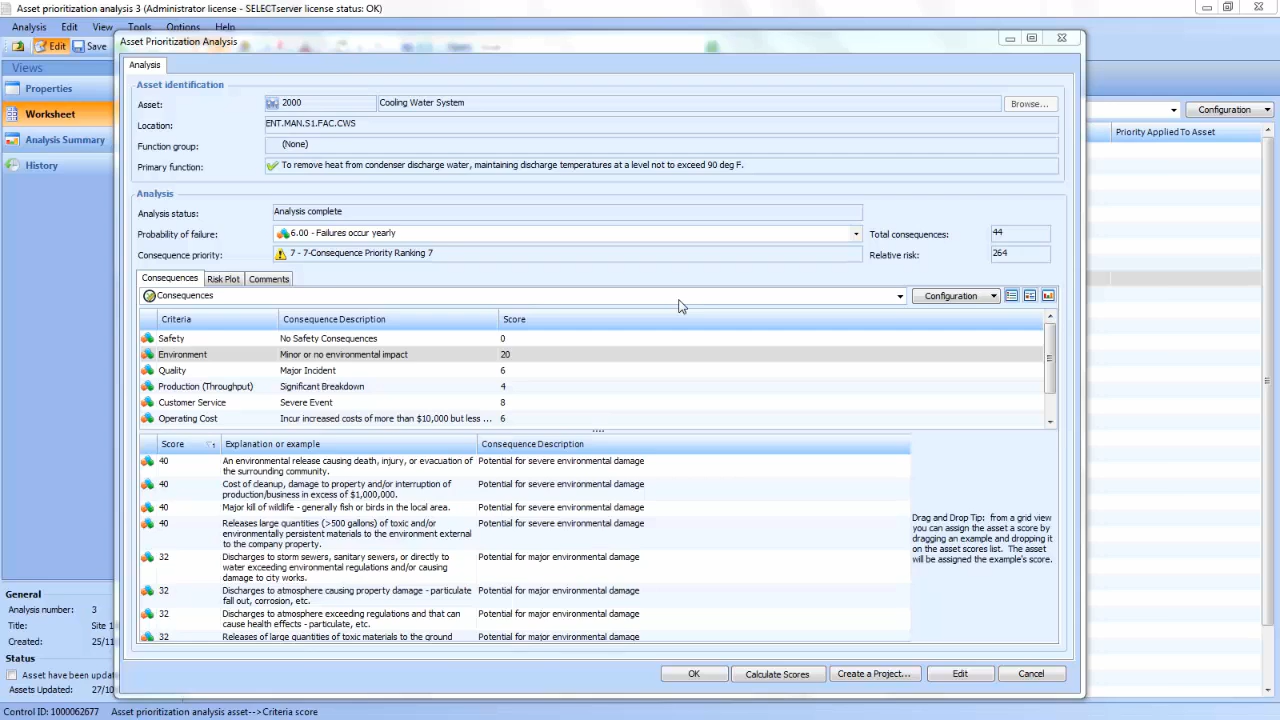 Asset prioritization analysis 3 (Administrator license - SELECTserver license status: OK)
Analysis Edit View Tools Options Help
Edit Save
Asset Prioritization Analysis
Views
Properties
Worksheet
Analysis Summary
History
Configuration
Priority Applied To Asset
Analysis
Asset identification
Asset: 2000 Cooling Water System Browse...
Location: ENT.MAN.S1.FAC.CWS
Function group: (None)
Primary function: To remove heat from condenser discharge water, maintaining discharge temperatures at a level not to exceed 90 deg F.
Analysis
Analysis status: Analysis complete
Probability of failure: 6.00 - Failures occur yearly Total consequences: 44
Consequence priority: 7 - 7-Consequence Priority Ranking 7 Relative risk: 264
Consequences Risk Plot Comments
Consequences Configuration
Criteria Consequence Description Score
Safety No Safety Consequences 0
Environment Minor or no environmental impact 20
Quality Major Incident 6
Production (Throughput) Significant Breakdown 4
Customer Service Severe Event 8
Operating Cost Incur increased costs of more than $10,000 but less ... 6
Score Explanation or example Consequence Description
40 An environmental release causing death, injury, or evacuation of Potential for severe environmental damage
the surrounding community.
40 Cost of cleanup, damage to property and/or interruption of Potential for severe environmental damage
production/business in excess of $1,000,000.
40 Major kill of wildlife - generally fish or birds in the local area. Potential for severe environmental damage
40 Releases large quantities (>500 gallons) of toxic and/or Potential for severe environmental damage
environmentally persistent materials to the environment external
to the company property.
32 Discharges to storm sewers, sanitary sewers, or directly to Potential for major environmental damage
water exceeding environmental regulations and/or causing
damage to city works.
32 Discharges to atmosphere causing property damage - particulate Potential for major environmental damage
fall out, corrosion, etc.
32 Discharges to atmosphere exceeding regulations and that can Potential for major environmental damage
cause health effects - particulate, etc.
32 Releases of large quantities of toxic materials to the ground Potential for major environmental damage
Drag and Drop Tip: from a grid view
you can assign the asset a score by
dragging an example and dropping it
on the asset scores list. The asset
will be assigned the example's score.
OK Calculate Scores Create a Project... Edit Cancel
General
Analysis number: 3
Title: Site 1
Created: 25/11
Status
Asset have been updat
Assets Updated: 27/10
Control ID: 1000062677 Asset prioritization analysis asset-->Criteria score